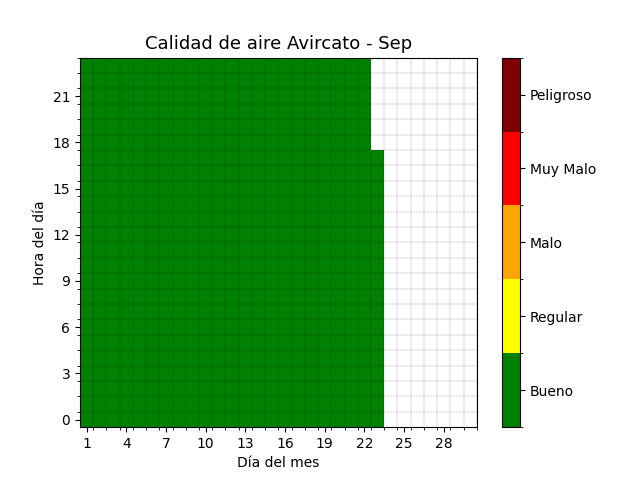 Calidad de aire Avircato - Sep
Hora del día
21
18
15
12
9
6
3
0
1 4 7 10 13 16 19 22 25 28
Día del mes
Peligroso
Muy Malo
Malo
Regular
Bueno